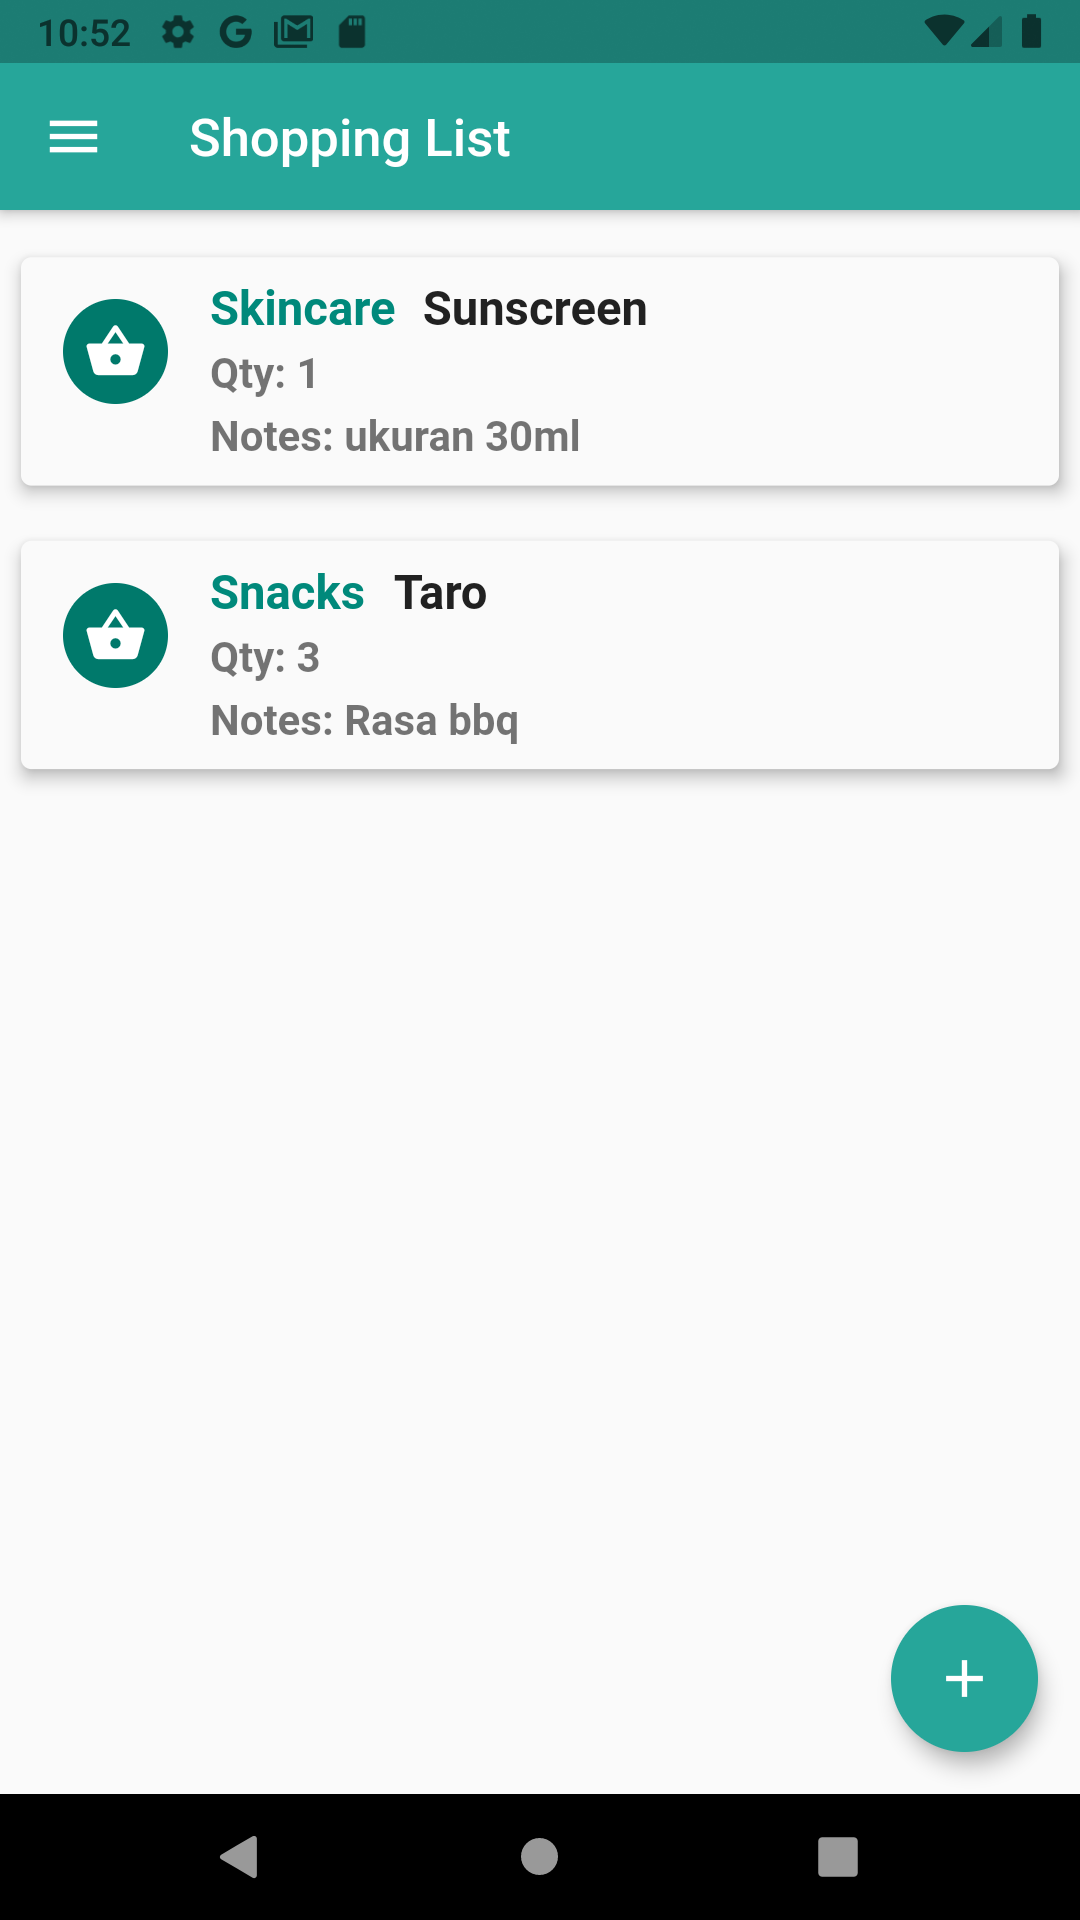 10:52
Shopping List
Skincare Sunscreen
Qty: 1
Notes: ukuran 30ml
Snacks Taro
Qty: 3
Notes: Rasa bbq